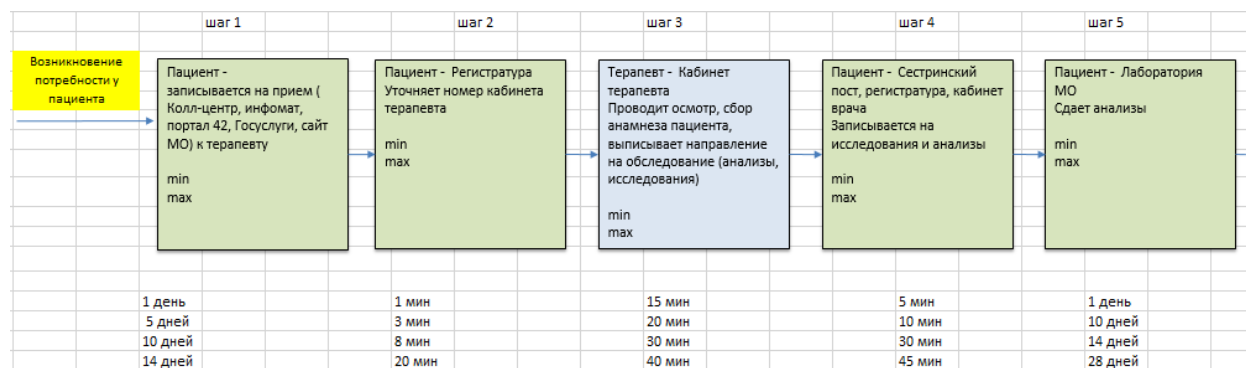 шаг 1
шаг 2
шаг 3
шаг 4
шаг 5
Возникновение
потребности у
пациента
Пациент -
записывается на прием (
Колл-центр, инфомат,
портал 42, Госуслуги, сайт
МО) к терапевту
min
max
Пациент - Регистратура
Уточняет номер кабинета
терапевта
min
max
Терапевт - Кабинет
терапевта
Проводит осмотр, сбор
анамнеза пациента,
выписывает направление
на обследование (анализы,
исследования)
min
max
Пациент - Сестринский
пост, регистратура, кабинет
врача
Записывается на
исследования и анализы
min
max
Пациент - Лаборатория
МО
Сдает анализы
min
max
1 день
1 мин
15 мин
5 мин
1 день
5 дней
3 мин
20 мин
10 мин
10 дней
10 дней
8 мин
30 мин
30 мин
14 дней
14 дней
20 мин
40 мин
45 мин
28 дней